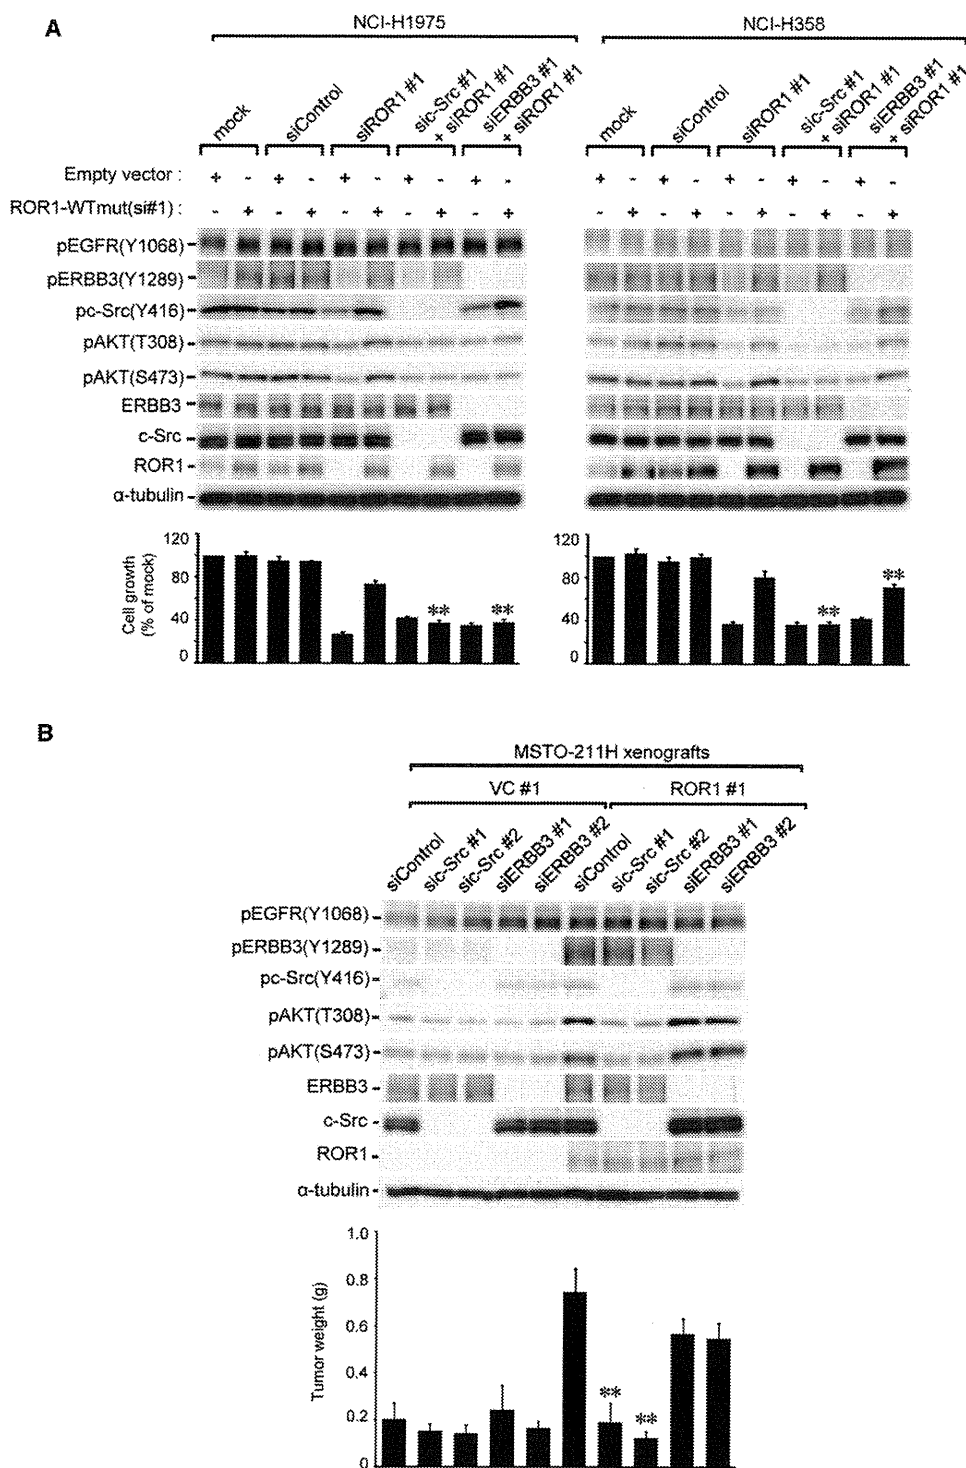 A
NCI-H1975
NCI-H358
mock
siControl
siROR1 #1
sic-Src #1
+ siROR1 #1
siERBB3 #1
+ siROR1 #1
mock
siControl
siROR1 #1
sic-Src #1
+ siROR1 #1
siERBB3 #1
+ siROR1 #1
Empty vector : + - + - + - + - + - + - + - + - + - + -
ROR1-WTmut(si#1) : - + - + - + - + - + - + - + - + - + - +
pEGFR(Y1068)
pERBB3(Y1289)
pc-Src(Y416)
pAKT(T308)
pAKT(S473)
ERBB3
c-Src
ROR1
α-tubulin
Cell growth
(% of mock)
120
80
40
0
** **
120
80
40
0
** **
B
MSTO-211H xenografts
VC #1
ROR1 #1
siControl
sic-Src #1
sic-Src #2
siERBB3 #1
siERBB3 #2
siControl
sic-Src #1
sic-Src #2
siERBB3 #1
siERBB3 #2
pEGFR(Y1068)
pERBB3(Y1289)
pc-Src(Y416)
pAKT(T308)
pAKT(S473)
ERBB3
c-Src
ROR1
α-tubulin
Tumor weight (g)
1.0
0.8
0.6
0.4
0.2
0
** **